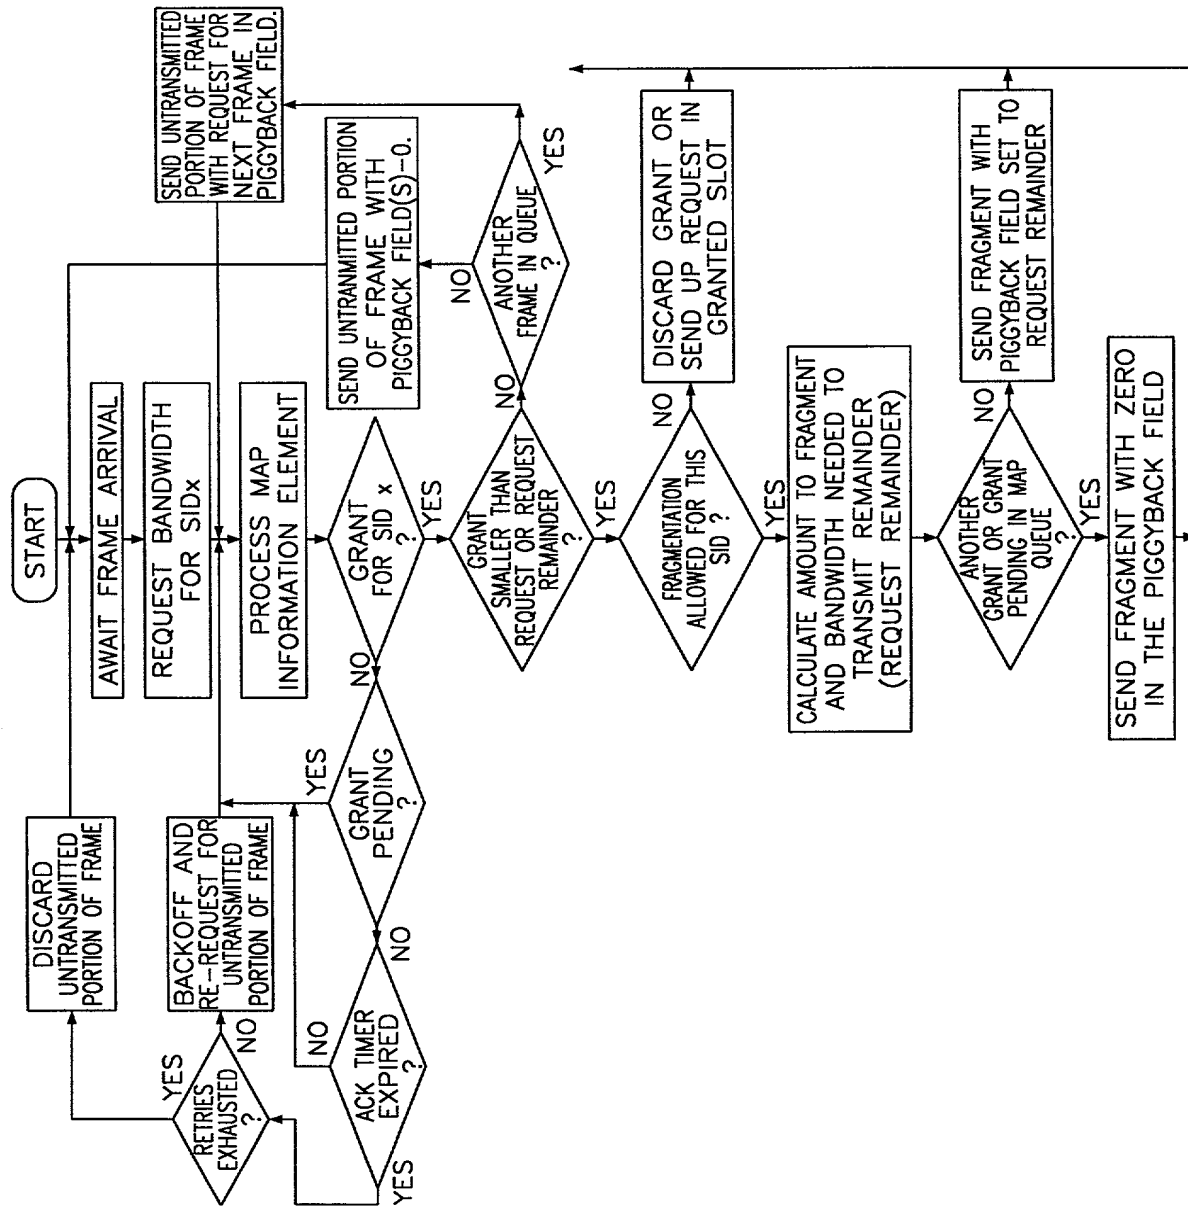 START
AWAIT FRAME ARRIVAL
REQUEST BANDWIDTH
FOR SIDx
PROCESS MAP
INFORMATION ELEMENT
GRANT
FOR SID x
?
NO
YES
GRANT
PENDING
?
YES
NO
ACK TIMER
EXPIRED
?
NO
YES
RETRIES
EXHAUSTED
?
YES
NO
DISCARD
UNTRANSMITTED
PORTION OF FRAME
BACKOFF AND
RE-REQUEST FOR
UNTRANSMITTED
PORTION OF FRAME
GRANT
SMALLER THAN
REQUEST OR REQUEST
REMAINDER
?
NO
YES
ANOTHER
FRAME IN QUEUE
?
NO
YES
SEND UNTRANMITTED PORTION
OF FRAME WITH
PIGGYBACK FIELD(S)-0.
SEND UNTRANSMITTED
PORTION OF FRAME
WITH REQUEST FOR
NEXT FRAME IN
PIGGYBACK FIELD.
FRAGMENTATION
ALLOWED FOR THIS
SID ?
NO
YES
DISCARD GRANT OR
SEND UP REQUEST IN
GRANTED SLOT
CALCULATE AMOUNT TO FRAGMENT
AND BANDWIDTH NEEDED TO
TRANSMIT REMAINDER
(REQUEST REMAINDER)
ANOTHER
GRANT OR GRANT
PENDING IN MAP
QUEUE
?
NO
YES
SEND FRAGMENT WITH
PIGGYBACK FIELD SET TO
REQUEST REMAINDER
SEND FRAGMENT WITH ZERO
IN THE PIGGYBACK FIELD